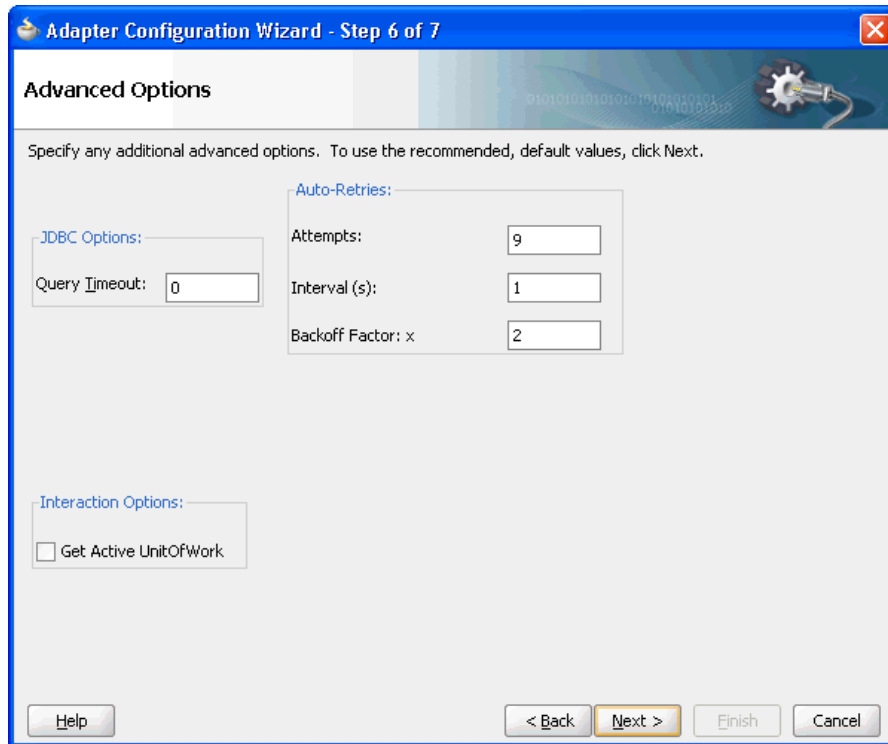 Adapter Configuration Wizard - Step 6 of 7
Advanced Options
Specify any additional advanced options. To use the recommended, default values, click Next.
Auto-Retries:
JDBC Options:
Attempts:
9
Query Timeout:
0
Interval (s):
1
Backoff Factor: x
2
Interaction Options:
Get Active UnitOfWork
Help
< Back
Next >
Finish
Cancel